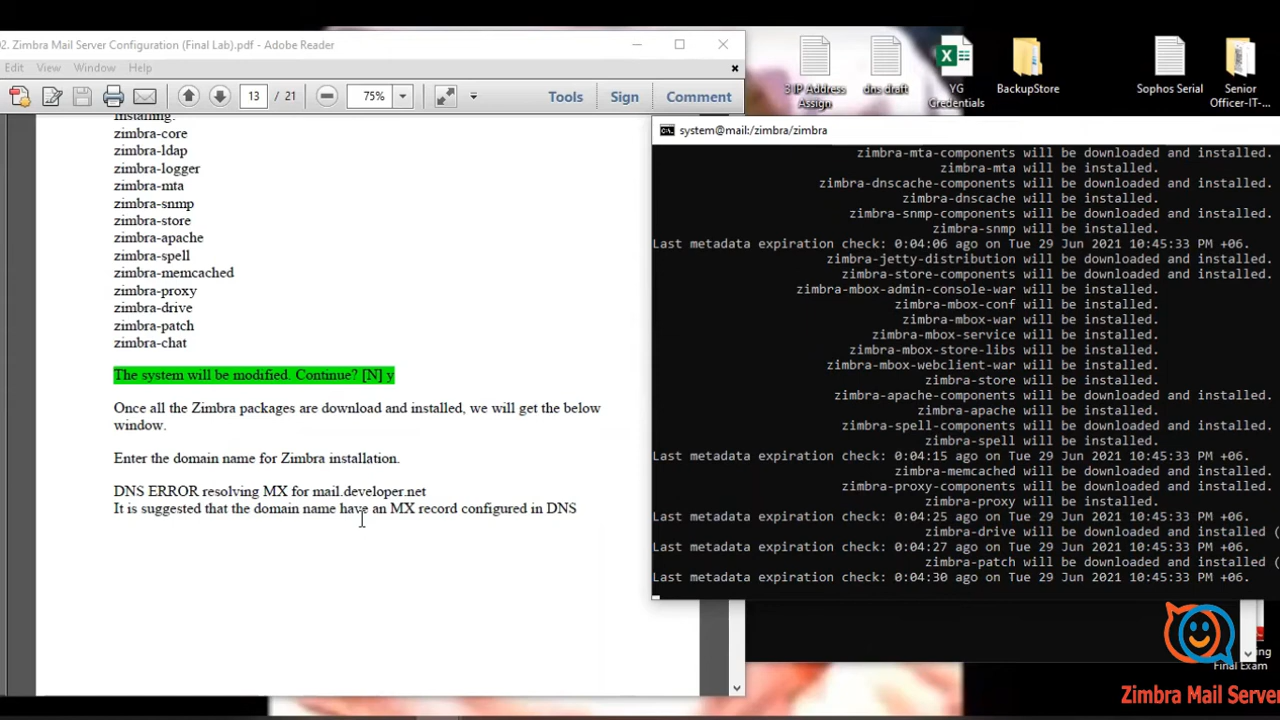 02. Zimbra Mail Server Configuration (Final Lab).pdf - Adobe Reader
Edit View Window Help
13 / 21 75% Tools Sign Comment
Installing:
zimbra-core
zimbra-ldap
zimbra-logger
zimbra-mta
zimbra-snmp
zimbra-store
zimbra-apache
zimbra-spell
zimbra-memcached
zimbra-proxy
zimbra-drive
zimbra-patch
zimbra-chat
The system will be modified. Continue? [N] y
Once all the Zimbra packages are download and installed, we will get the below
window.
Enter the domain name for Zimbra installation.
DNS ERROR resolving MX for mail.developer.net
It is suggested that the domain name have an MX record configured in DNS
3 IP Address
Assign
dns draft
YG
Credentials
BackupStore
Sophos Serial
Senior
Officer-IT-...
system@mail:/zimbra/zimbra
zimbra-mta-components will be downloaded and installed.
zimbra-mta will be installed.
zimbra-dnscache-components will be downloaded and installed.
zimbra-dnscache will be installed.
zimbra-snmp-components will be downloaded and installed.
zimbra-snmp will be installed.
Last metadata expiration check: 0:04:06 ago on Tue 29 Jun 2021 10:45:33 PM +06.
zimbra-jetty-distribution will be downloaded and installed.
zimbra-store-components will be downloaded and installed.
zimbra-mbox-admin-console-war will be installed.
zimbra-mbox-conf will be installed.
zimbra-mbox-war will be installed.
zimbra-mbox-service will be installed.
zimbra-mbox-store-libs will be installed.
zimbra-mbox-webclient-war will be installed.
zimbra-store will be installed.
zimbra-apache-components will be downloaded and installed.
zimbra-apache will be installed.
zimbra-spell-components will be downloaded and installed.
zimbra-spell will be installed.
Last metadata expiration check: 0:04:15 ago on Tue 29 Jun 2021 10:45:33 PM +06.
zimbra-memcached will be downloaded and installed.
zimbra-proxy-components will be downloaded and installed.
zimbra-proxy will be installed.
Last metadata expiration check: 0:04:25 ago on Tue 29 Jun 2021 10:45:33 PM +06.
zimbra-drive will be downloaded and installed (
Last metadata expiration check: 0:04:27 ago on Tue 29 Jun 2021 10:45:33 PM +06.
zimbra-patch will be downloaded and installed (
Last metadata expiration check: 0:04:30 ago on Tue 29 Jun 2021 10:45:33 PM +06.
Final Exam
Zimbra Mail Server